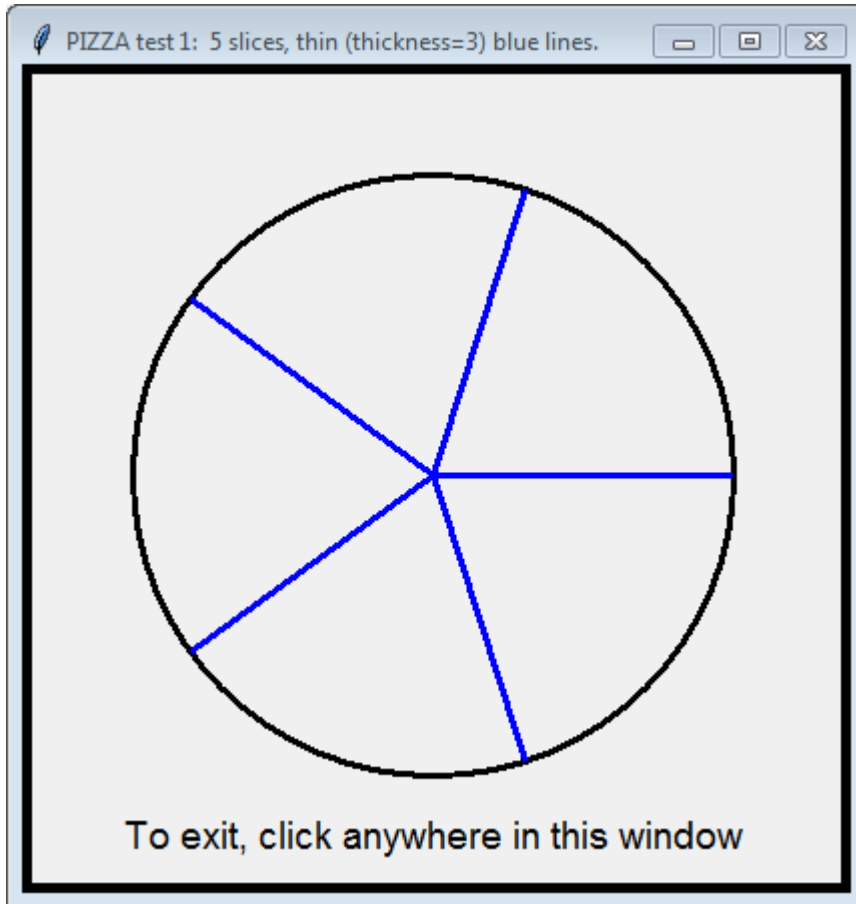 PIZZA test 1:  5 slices, thin (thickness=3) blue lines.
To exit, click anywhere in this window